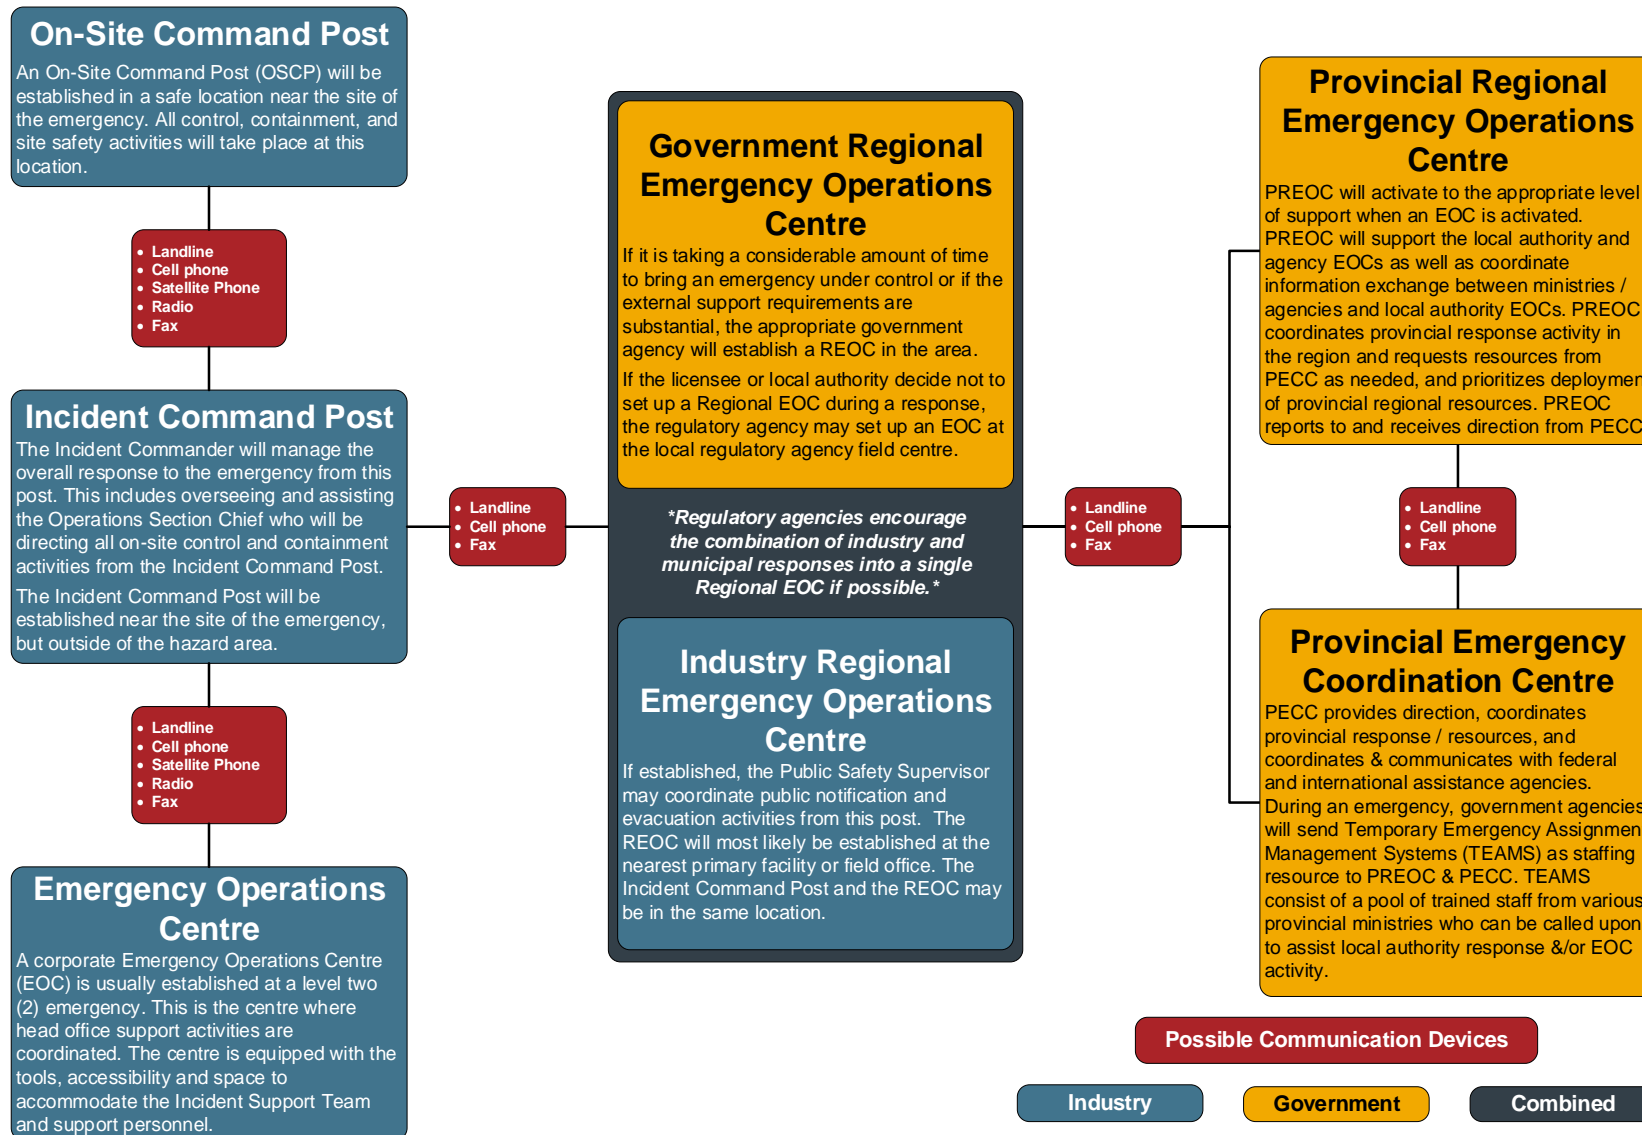 On-Site Command Post
An On-Site Command Post (OSCP) will be
established in a safe location near the site of
the emergency. All control, containment, and
site safety activities will take place at this
location.
• Landline
• Cell phone
• Satellite Phone
• Radio
• Fax
Incident Command Post
The Incident Commander will manage the
overall response to the emergency from this
post. This includes overseeing and assisting
the Operations Section Chief who will be
directing all on-site control and containment
activities from the Incident Command Post.
The Incident Command Post will be
established near the site of the emergency,
but outside of the hazard area.
• Landline
• Cell phone
• Satellite Phone
• Radio
• Fax
Emergency Operations
Centre
A corporate Emergency Operations Centre
(EOC) is usually established at a level two
(2) emergency. This is the centre where
head office support activities are
coordinated. The centre is equipped with the
tools, accessibility and space to
accommodate the Incident Support Team
and support personnel.
• Landline
• Cell phone
• Fax
Government Regional
Emergency Operations
Centre
If it is taking a considerable amount of time
to bring an emergency under control or if the
external support requirements are
substantial, the appropriate government
agency will establish a REOC in the area.
If the licensee or local authority decide not to
set up a Regional EOC during a response,
the regulatory agency may set up an EOC at
the local regulatory agency field centre.
*Regulatory agencies encourage
the combination of industry and
municipal responses into a single
Regional EOC if possible.*
Industry Regional
Emergency Operations
Centre
If established, the Public Safety Supervisor
may coordinate public notification and
evacuation activities from this post.  The
REOC will most likely be established at the
nearest primary facility or field office. The
Incident Command Post and the REOC may
be in the same location.
• Landline
• Cell phone
• Fax
Provincial Regional
Emergency Operations
Centre
PREOC will activate to the appropriate level
of support when an EOC is activated.
PREOC will support the local authority and
agency EOCs as well as coordinate
information exchange between ministries /
agencies and local authority EOCs. PREOC
coordinates provincial response activity in
the region and requests resources from
PECC as needed, and prioritizes deploymen
of provincial regional resources. PREOC
reports to and receives direction from PECC
• Landline
• Cell phone
• Fax
Provincial Emergency
Coordination Centre
PECC provides direction, coordinates
provincial response / resources, and
coordinates & communicates with federal
and international assistance agencies.
During an emergency, government agencies
will send Temporary Emergency Assignmen
Management Systems (TEAMS) as staffing
resource to PREOC & PECC. TEAMS
consist of a pool of trained staff from various
provincial ministries who can be called upon
to assist local authority response &/or EOC
activity.
Possible Communication Devices
Industry
Government
Combined